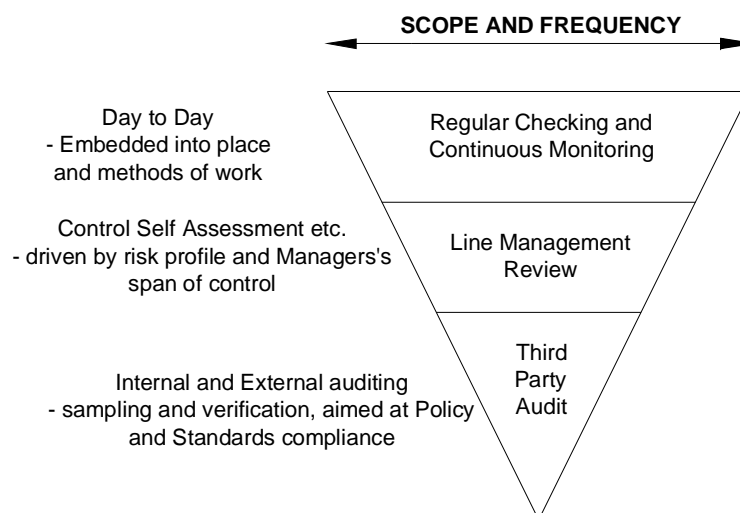 SCOPE AND FREQUENCY
Day to Day
- Embedded into place
and methods of work
Regular Checking and
Continuous Monitoring
Control Self Assessment etc.
- driven by risk profile and Managers's
span of control
Line Management
Review
Internal and External auditing
- sampling and verification, aimed at Policy
and Standards compliance
Third
Party
Audit